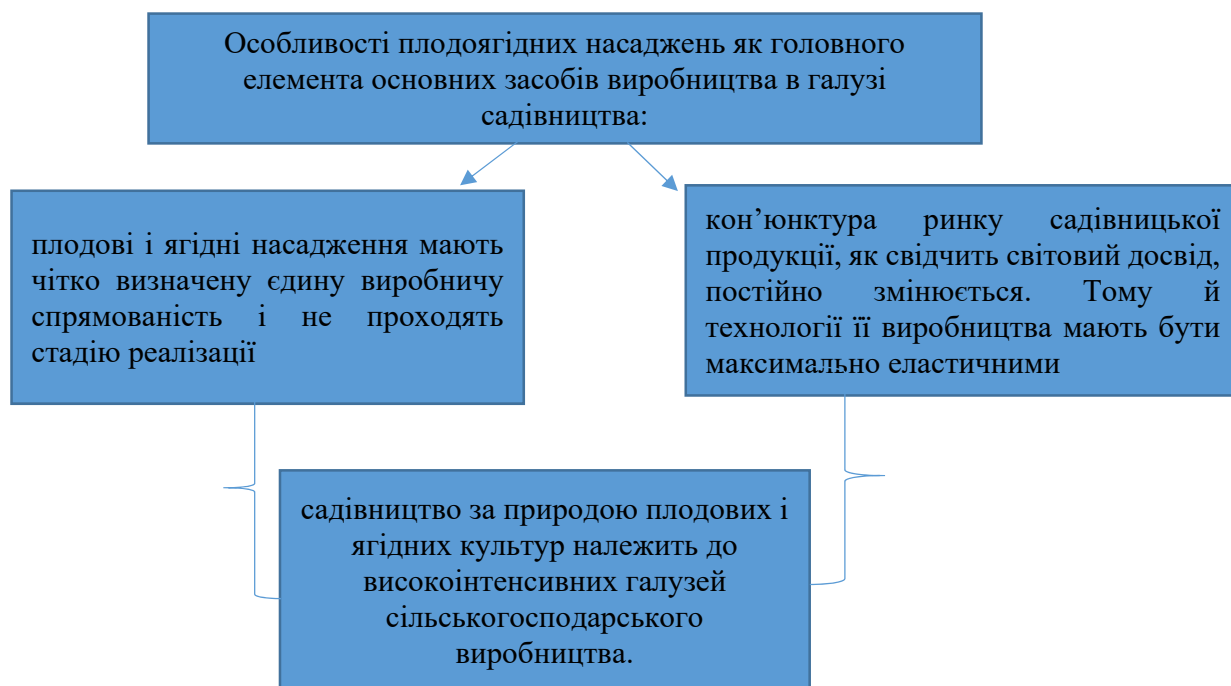 Особливості плодоягідних насаджень як головного
елемента основних засобів виробництва в галузі
садівництва:
плодові і ягідні насадження мають
чітко визначену єдину виробничу
спрямованість і не проходять
стадію реалізації
кон’юнктура ринку садівницької
продукції, як свідчить світовий досвід,
постійно змінюється. Тому й
технології її виробництва мають бути
максимально еластичними
садівництво за природою плодових і
ягідних культур належить до
високоінтенсивних галузей
сільськогосподарського
виробництва.